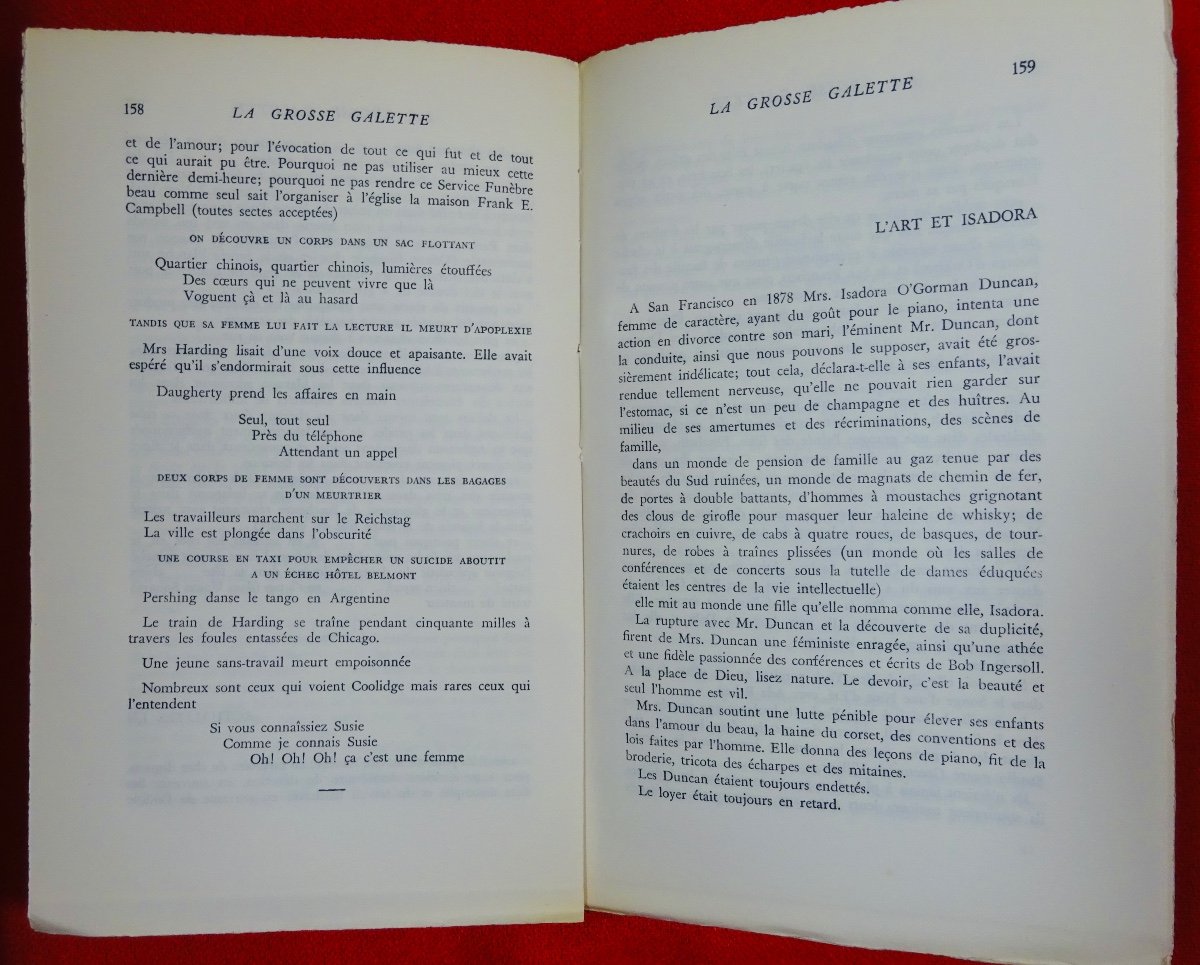 158
LA GROSSE GALETTE
et de l'amour; pour l'évocation de tout ce qui fut et de tout
ce qui aurait pu être. Pourquoi ne pas utiliser au mieux cette
dernière demi-heure; pourquoi ne pas rendre ce Service Funèbre
beau comme seul sait l'organiser à l'église la maison Frank E.
Campbell (toutes sectes acceptées)
ON DÉCOUVRE UN CORPS DANS UN SAC FLOTTANT
Quartier chinois, quartier chinois, lumières étouffées
Des cœurs qui ne peuvent vivre que là
Voguent çà et là au hasard
TANDIS QUE SA FEMME LUI FAIT LA LECTURE IL MEURT D'APOPLEXIE
Mrs Harding lisait d'une voix douce et apaisante. Elle avait
espéré qu'il s'endormirait sous cette influence
Daugherty prend les affaires en main
Seul, tout seul
Près du téléphone
Attendant un appel
DEUX CORPS DE FEMME SONT DÉCOUVERTS DANS LES BAGAGES
D'UN MEURTRIER
Les travailleurs marchent sur le Reichstag
La ville est plongée dans l'obscurité
UNE COURSE EN TAXI POUR EMPÊCHER UN SUICIDE ABOUTIT
A UN ÉCHEC HÔTEL BELMONT
Pershing danse le tango en Argentine
Le train de Harding se traîne pendant cinquante milles à
travers les foules entassées de Chicago.
Une jeune sans-travail meurt empoisonnée
Nombreux sont ceux qui voient Coolidge mais rares ceux qui
l'entendent
Si vous connaîssiez Susie
Comme je connais Susie
Oh! Oh! Oh! ça c'est une femme
LA GROSSE GALETTE
159
L'ART ET ISADORA
A San Francisco en 1878 Mrs. Isadora O'Gorman Duncan,
femme de caractère, ayant du goût pour le piano, intenta une
action en divorce contre son mari, l'éminent Mr. Duncan, dont
la conduite, ainsi que nous pouvons le supposer, avait été gros-
sièrement indélicate; tout cela, déclara-t-elle à ses enfants, l'avait
rendue tellement nerveuse, qu'elle ne pouvait rien garder sur
l'estomac, si ce n'est un peu de champagne et des huîtres. Au
milieu de ses amertumes et des récriminations, des scènes de
famille,
dans un monde de pension de famille au gaz tenue par des
beautés du Sud ruinées, un monde de magnats de chemin de fer,
de portes à double battants, d'hommes à moustaches grignotant
des clous de girofle pour masquer leur haleine de whisky; de
crachoirs en cuivre, de cabs à quatre roues, de basques, de tour-
nures, de robes à traînes plissées (un monde où les salles de
conférences et de concerts sous la tutelle de dames éduquées
étaient les centres de la vie intellectuelle)
elle mit au monde une fille qu'elle nomma comme elle, Isadora.
La rupture avec Mr. Duncan et la découverte de sa duplicité,
firent de Mrs. Duncan une féministe enragée, ainsi qu'une athée
et une fidèle passionnée des conférences et écrits de Bob Ingersoll.
A la place de Dieu, lisez nature. Le devoir, c'est la beauté et
seul l'homme est vil.
Mrs. Duncan soutint une lutte pénible pour élever ses enfants
dans l'amour du beau, la haine du corset, des conventions et des
lois faites par l'homme. Elle donna des leçons de piano, fit de la
broderie, tricota des écharpes et des mitaines.
Les Duncan étaient toujours endettés.
Le loyer était toujours en retard.